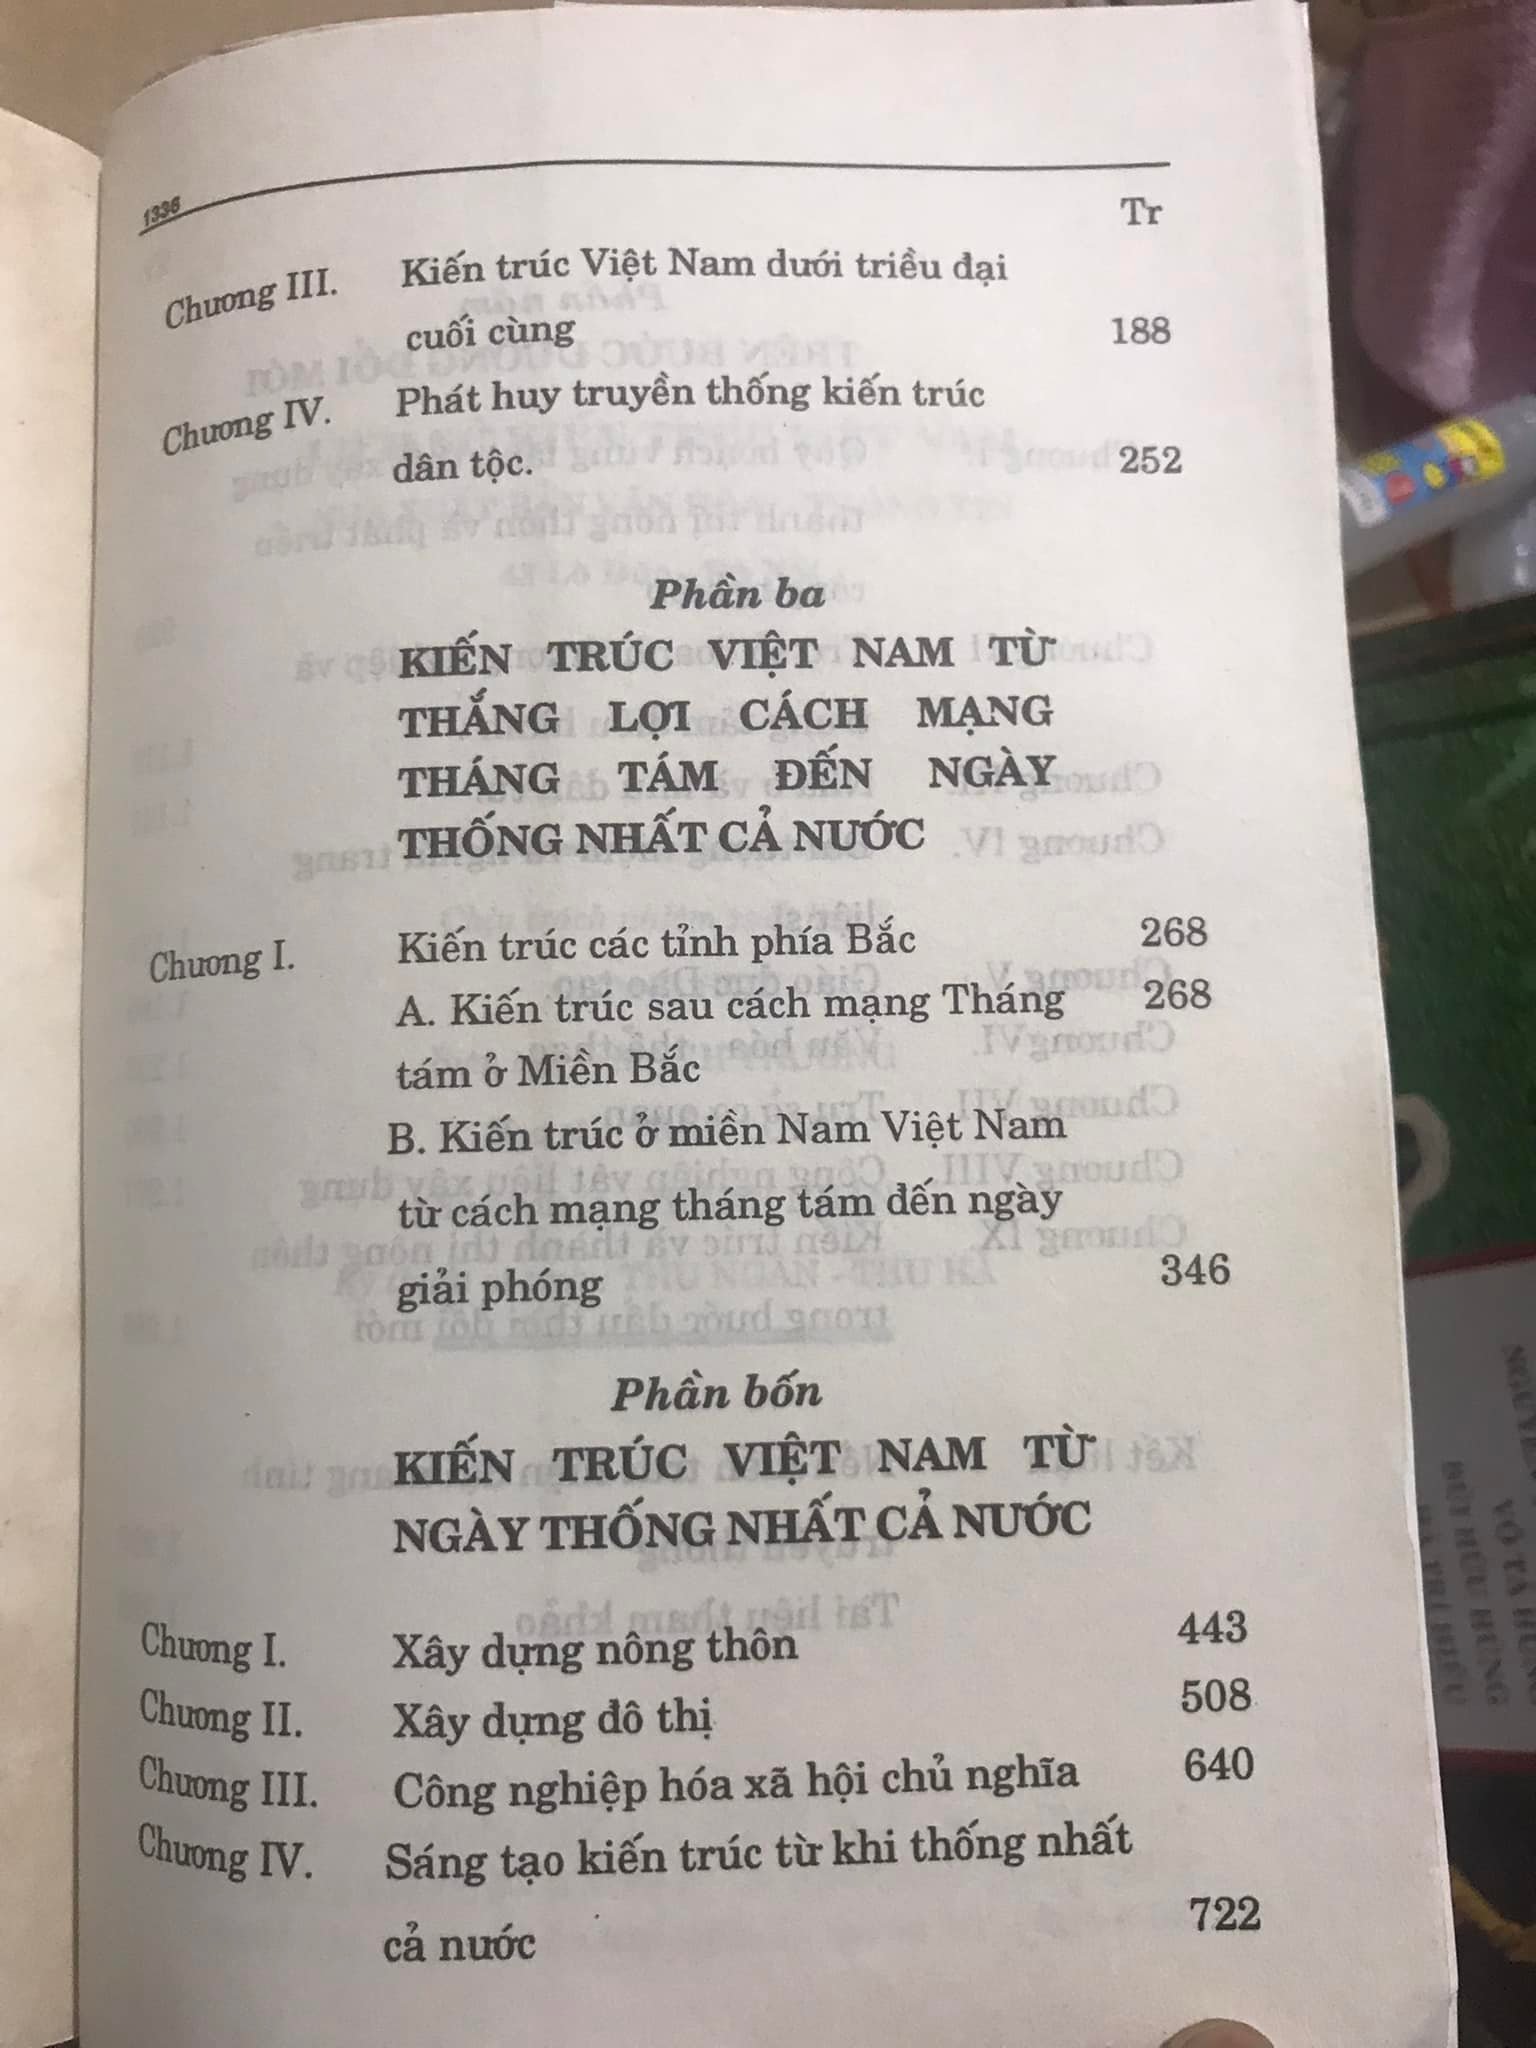 1336
Tr
Chương III. Kiến trúc Việt Nam dưới triều đại
cuối cùng 188
Chương IV. Phát huy truyền thống kiến trúc
dân tộc. 252
Phần ba
KIẾN TRÚC VIỆT NAM TỪ
THẮNG LỢI CÁCH MẠNG
THÁNG TÁM ĐẾN NGÀY
THỐNG NHẤT CẢ NƯỚC
Chương I. Kiến trúc các tỉnh phía Bắc 268
A. Kiến trúc sau cách mạng Tháng 268
tám ở Miền Bắc
B. Kiến trúc ở miền Nam Việt Nam
từ cách mạng tháng tám đến ngày
giải phóng 346
Phần bốn
KIẾN TRÚC VIỆT NAM TỪ
NGÀY THỐNG NHẤT CẢ NƯỚC
Chương I. Xây dựng nông thôn 443
Chương II. Xây dựng đô thị 508
Chương III. Công nghiệp hóa xã hội chủ nghĩa 640
Chương IV. Sáng tạo kiến trúc từ khi thống nhất
cả nước 722